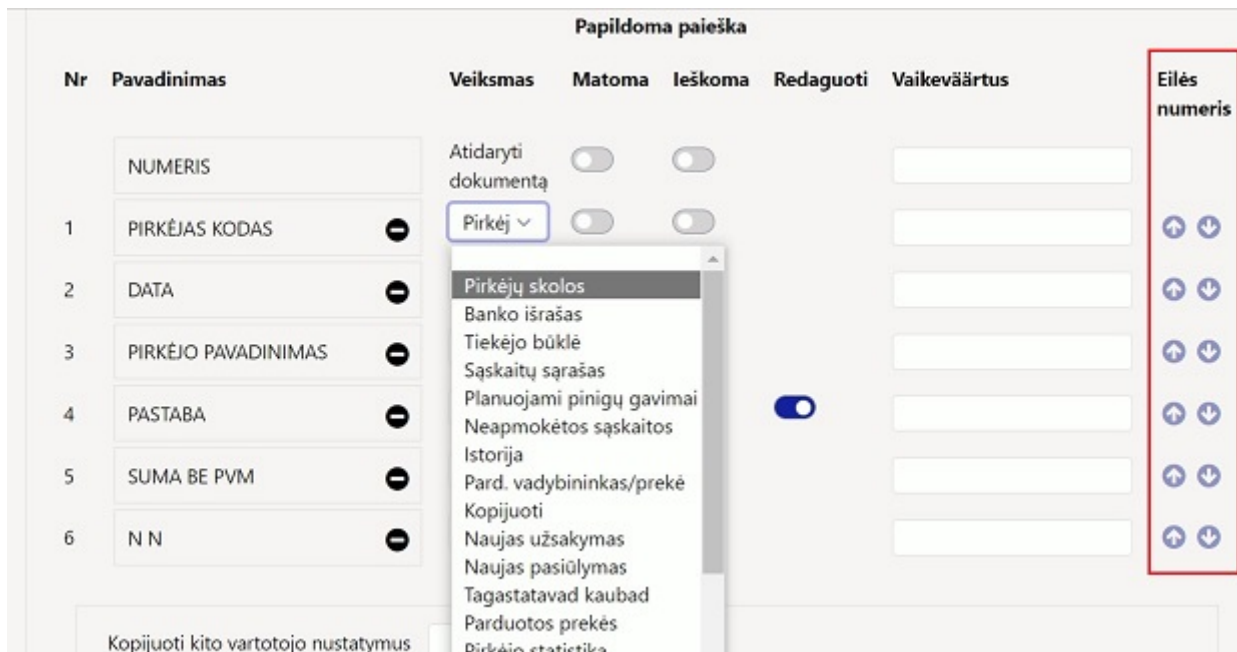 Papildoma paieška
Nr Pavadinimas Veiksmas Matoma Ieškoma Redaguoti Vaikeväärtus Eilės numeris
NUMERIS Atidaryti dokumentą
1 PIRKĖJAS KODAS Pirkėj
2 DATA
3 PIRKĖJO PAVADINIMAS
4 PASTABA
5 SUMA BE PVM
6 N N
Pirkėjų skolos
Banko išrašas
Tiekėjo būklė
Sąskaitų sąrašas
Planuojami pinigų gavimai
Neapmokėtos sąskaitos
Istorija
Pard. vadybininkas/prekė
Kopijuoti
Naujas užsakymas
Naujas pasiūlymas
Tagastatavad kaubad
Parduotos prekės
Pirkėjo statistika
Kopijuoti kito vartotojo nustatymus